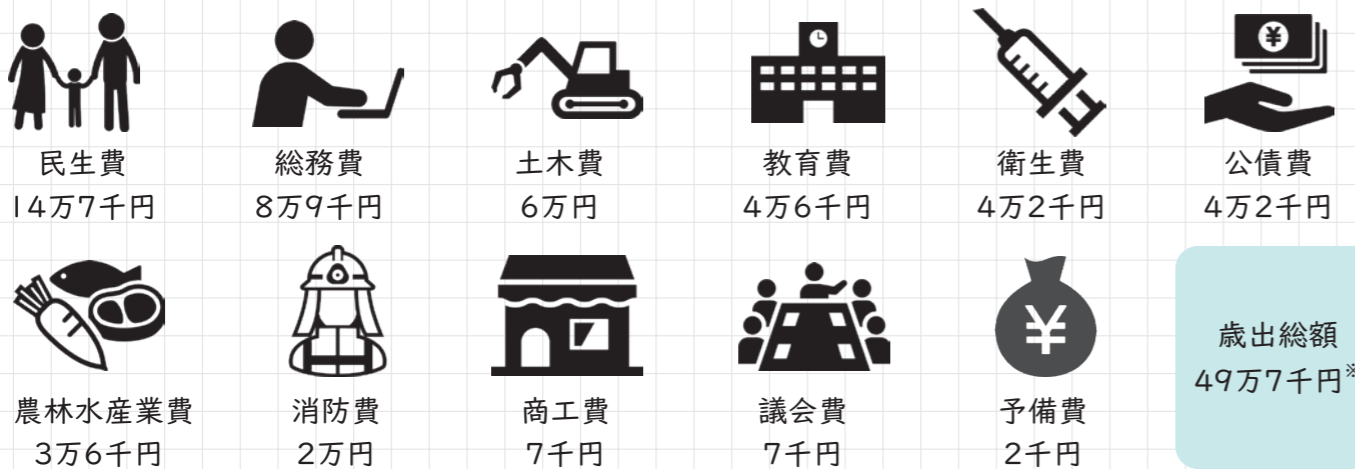 民生費
14万7千円
総務費
8万9千円
土木費
6万円
教育費
4万6千円
衛生費
4万2千円
¥
公債費
4万2千円
農林水産業費
3万6千円
消防費
2万円
商工費
7千円
議会費
7千円
¥
予備費
2千円
歳出総額
49万7千円※